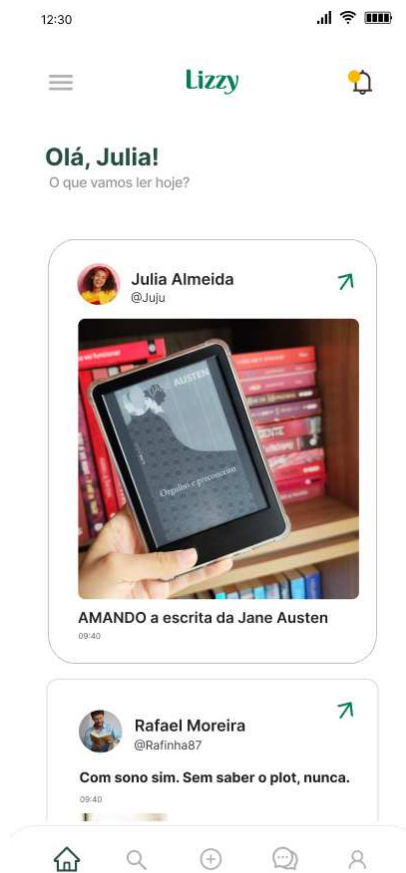 12:30
Lizzy
Olá, Julia!
O que vamos ler hoje?
Julia Almeida
@Juju
AUSTEN
Orgulho e preconceito
AMANDO a escrita da Jane Austen
09:40
Rafael Moreira
@Rafinha87
Com sono sim. Sem saber o plot, nunca.
09:40